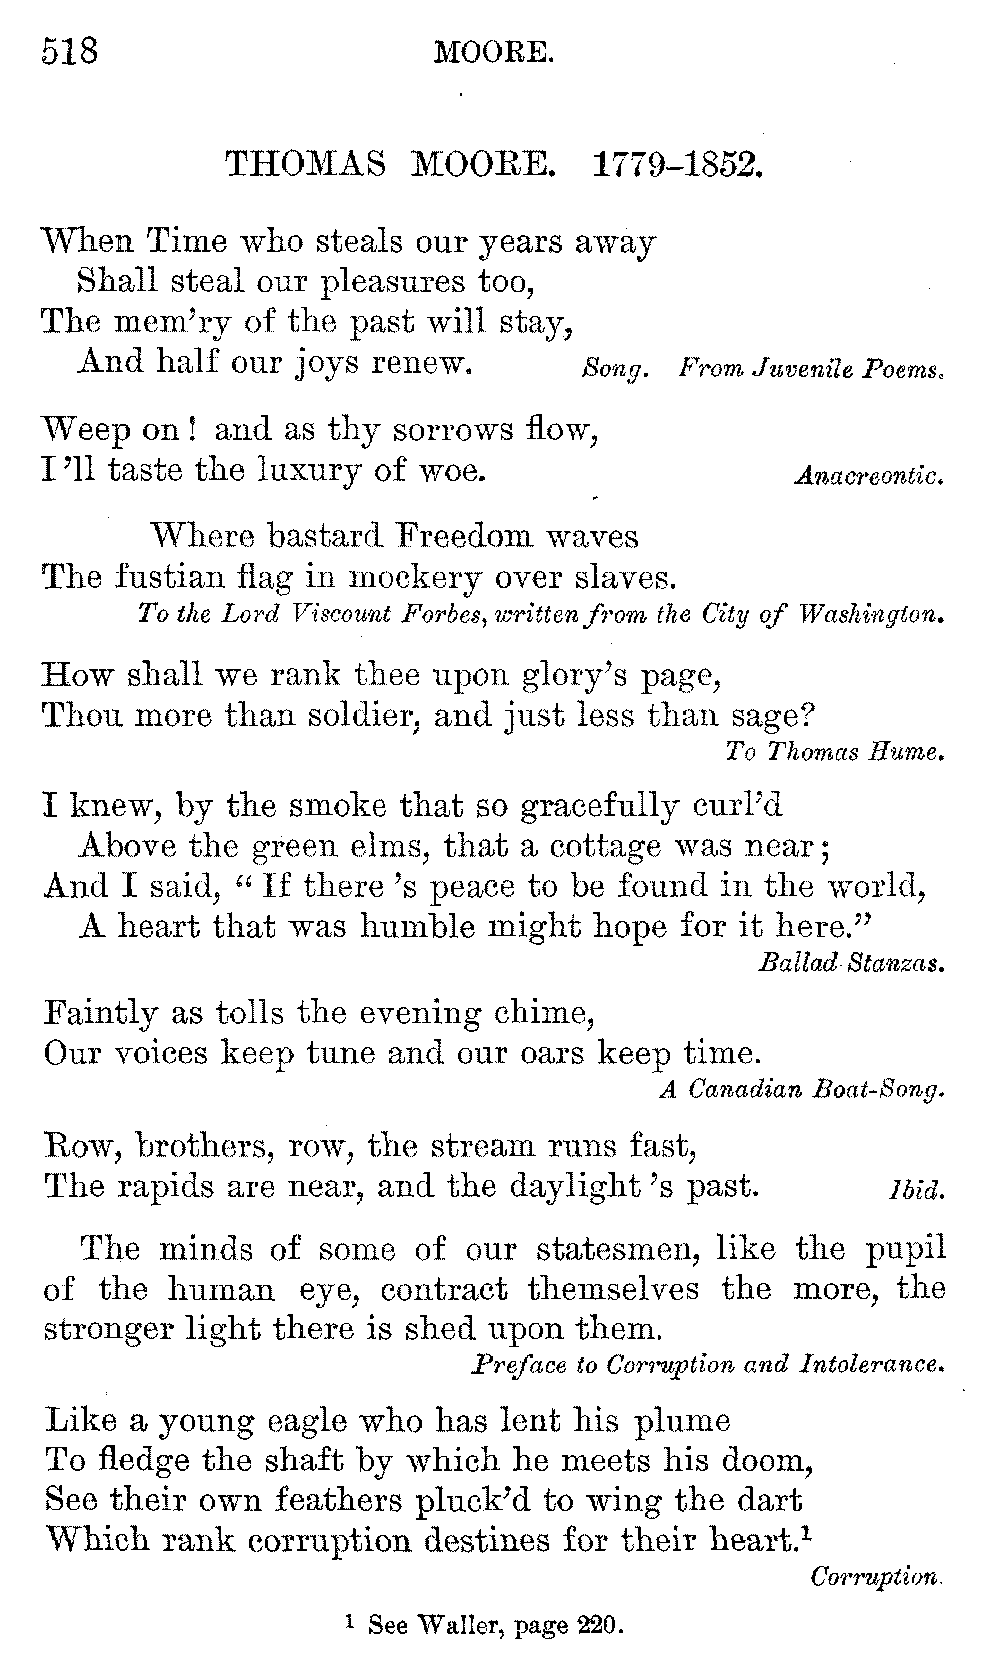 518 MOORE.
THOMAS MOORE. 1779–1852.
When Time who steals our years away
Shall steal our pleasures too,
The mem'ry of the past will stay,
And half our joys renew. Song. From Juvenile Poems.
Weep on! and as thy sorrows flow,
I'll taste the luxury of woe. Anacreontic.
Where bastard Freedom waves
The fustian flag in mockery over slaves.
To the Lord Viscount Forbes, written from the City of Washington.
How shall we rank thee upon glory's page,
Thou more than soldier, and just less than sage?
To Thomas Hume.
I knew, by the smoke that so gracefully curl'd
Above the green elms, that a cottage was near;
And I said, “If there 's peace to be found in the world,
A heart that was humble might hope for it here.”
Ballad Stanzas.
Faintly as tolls the evening chime,
Our voices keep tune and our oars keep time.
A Canadian Boat-Song.
Row, brothers, row, the stream runs fast,
The rapids are near, and the daylight 's past. Ibid.
The minds of some of our statesmen, like the pupil
of the human eye, contract themselves the more, the
stronger light there is shed upon them.
Preface to Corruption and Intolerance.
Like a young eagle who has lent his plume
To fledge the shaft by which he meets his doom,
See their own feathers pluck'd to wing the dart
Which rank corruption destines for their heart.¹
Corruption.
¹ See Waller, page 220.